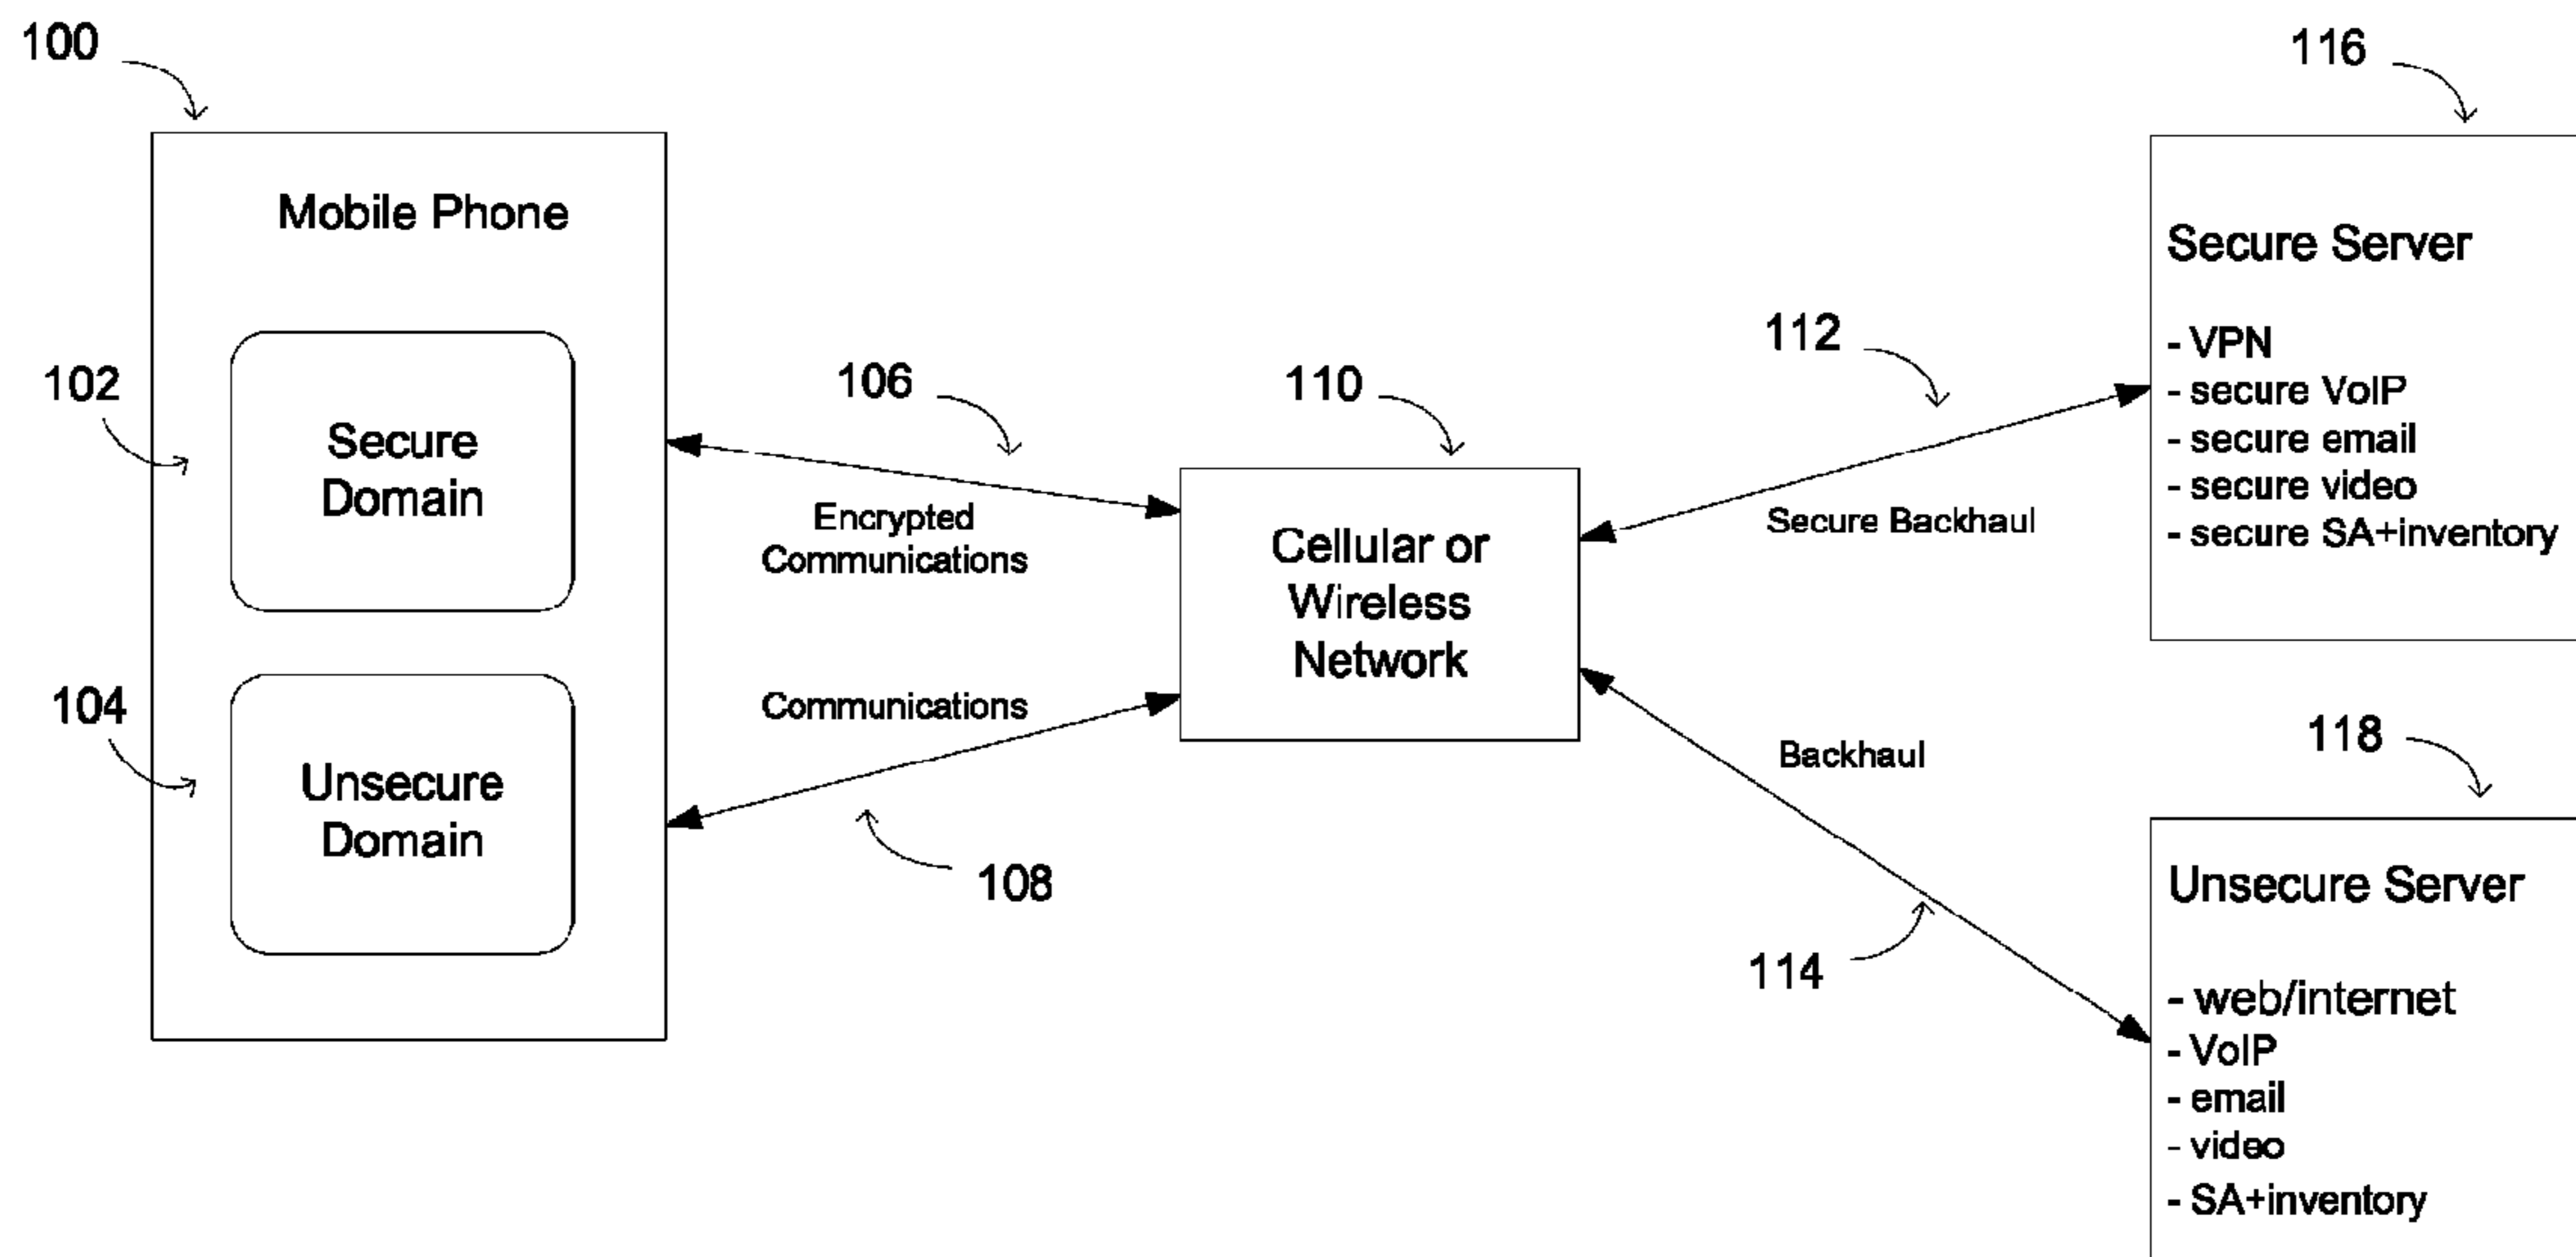 100
Mobile Phone
102
Secure
Domain
104
Unsecure
Domain
106
Encrypted
Communications
Communications
108
110
Cellular or
Wireless
Network
112
Secure Backhaul
Backhaul
114
116
Secure Server
- VPN
- secure VoIP
- secure email
- secure video
- secure SA+inventory
118
Unsecure Server
- web/internet
- VoIP
- email
- video
- SA+inventory